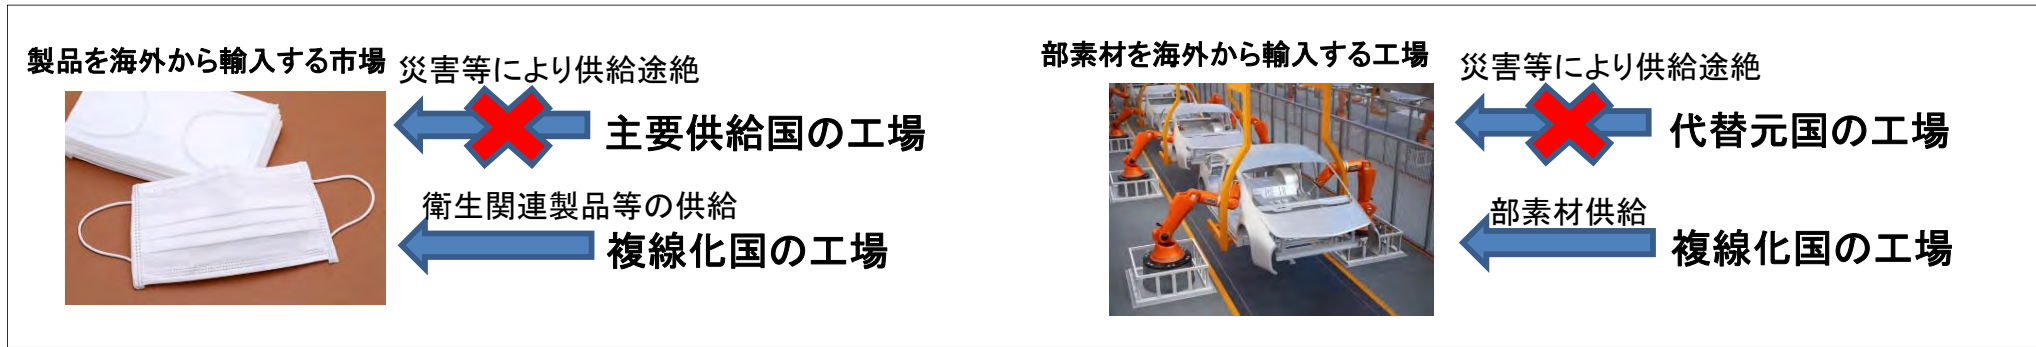 製品を海外から輸入する市場
災害等により供給途絶
主要供給国の工場
衛生関連製品等の供給
複線化国の工場
部素材を海外から輸入する工場
災害等により供給途絶
代替元国の工場
部素材供給
複線化国の工場